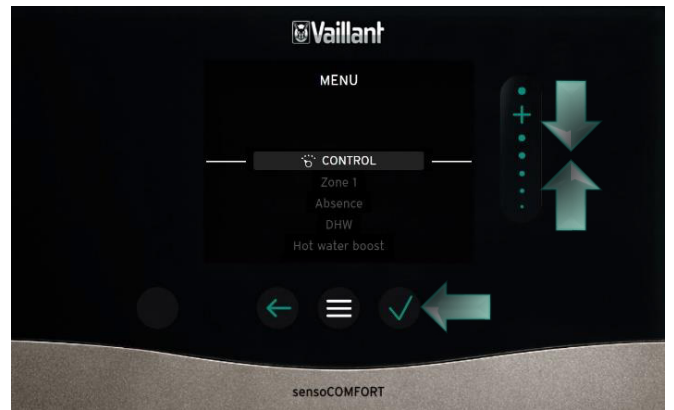 Vaillant
MENU
CONTROL
Zone 1
Absence
DHW
Hot water boost
sensoCOMFORT